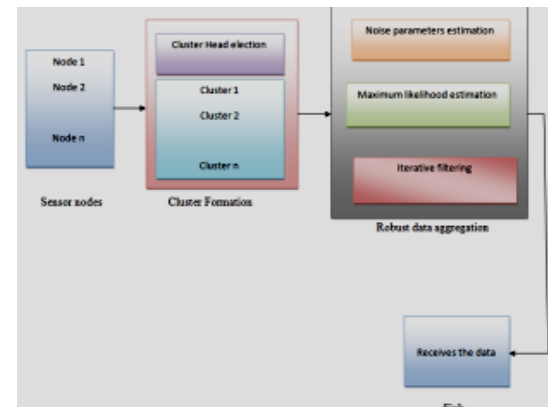 Node 1
Node 2
Node n
Sensor nodes
Cluster Head election
Cluster 1
Cluster 2
Cluster n
Cluster Formation
Noise parameters estimation
Maximum likelihood estimation
Iterative filtering
Robust data aggregation
Receives the data